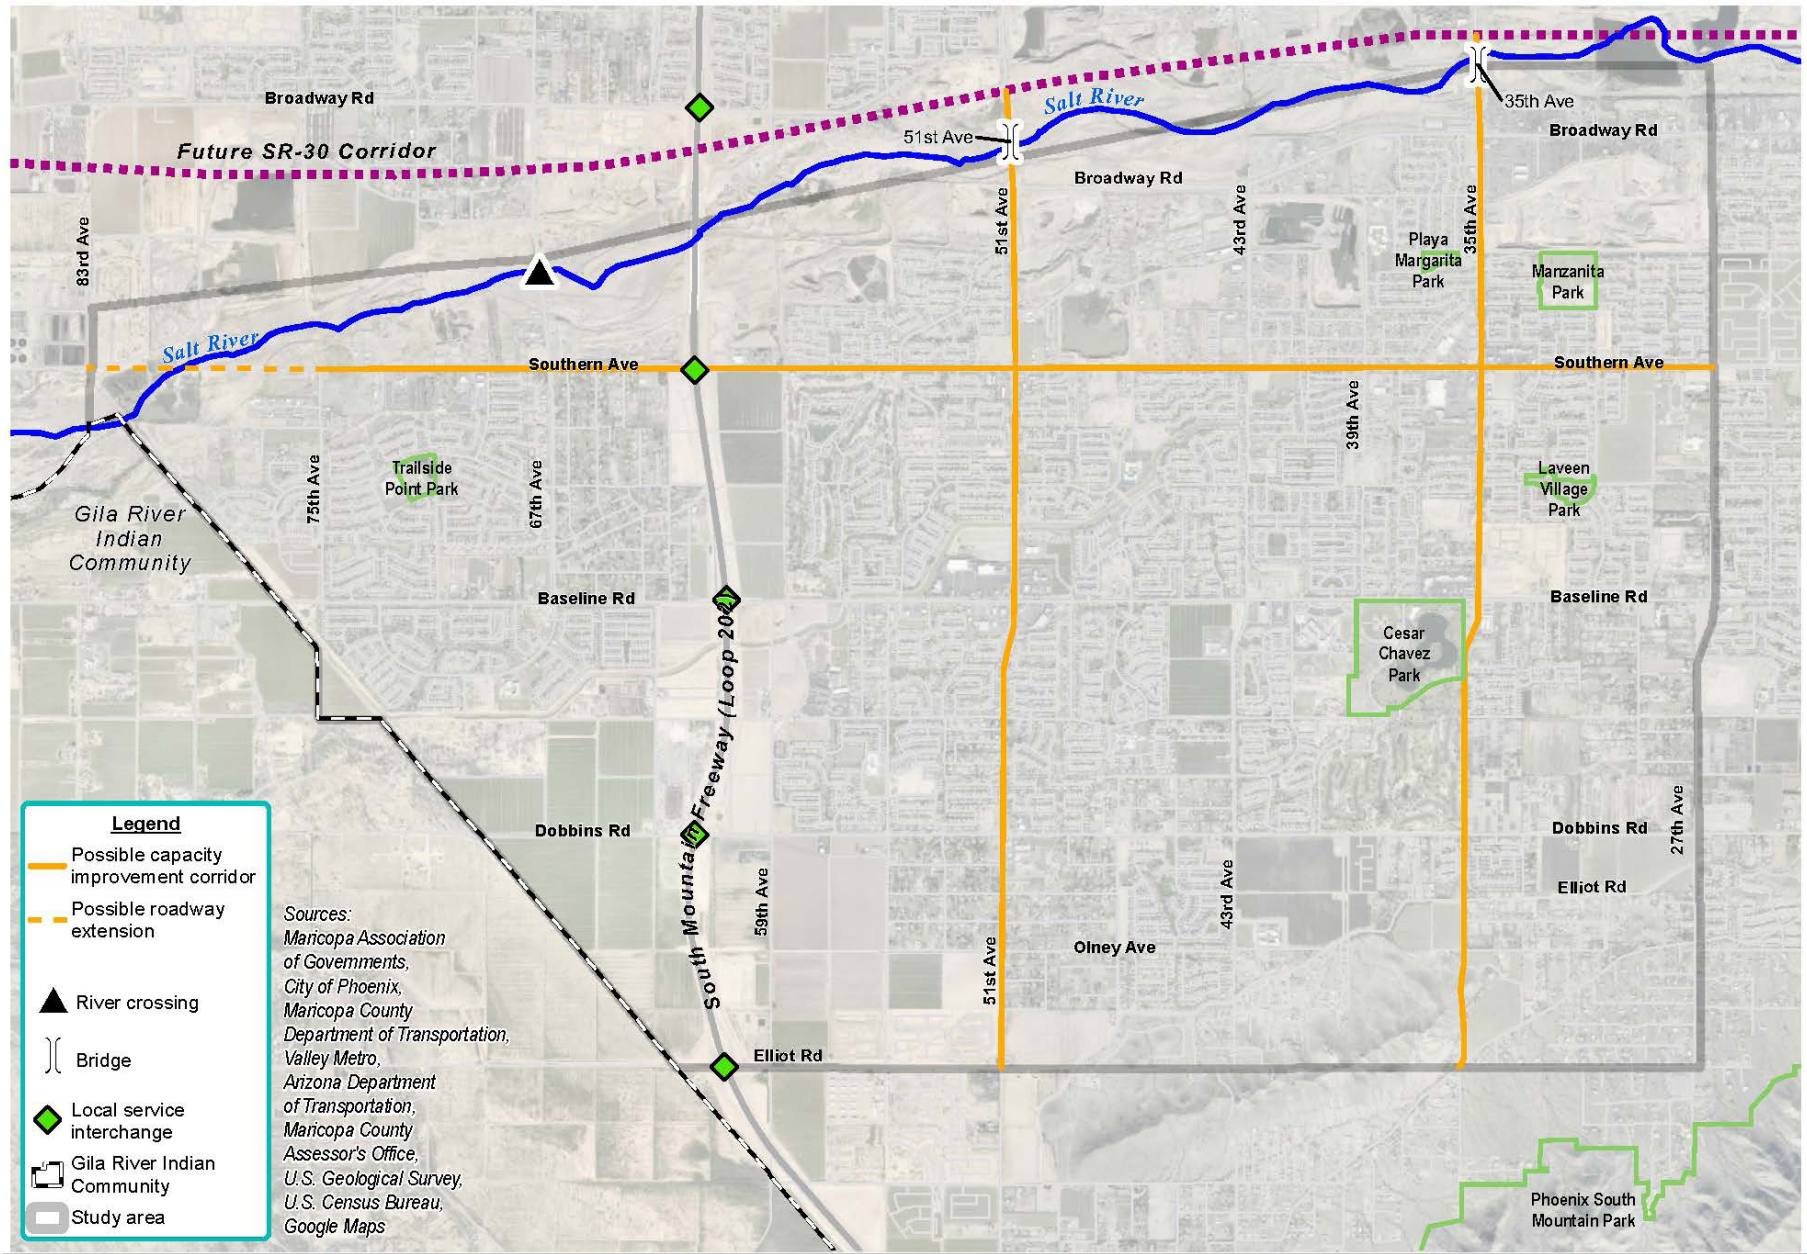 Broadway Rd
Future SR-30 Corridor
Salt River
51st Ave
35th Ave
Broadway Rd
Broadway Rd
83rd Ave
51st Ave
43rd Ave
35th Ave
Playa
Margarita
Park
Manzanita
Park
Salt River
Southern Ave
Southern Ave
39th Ave
Trailside
Point Park
75th Ave
67th Ave
Laveen
Village
Park
Gila River
Indian
Community
Baseline Rd
Baseline Rd
Cesar
Chavez
Park
South Mountain Freeway (Loop 202)
Dobbins Rd
Dobbins Rd
27th Ave
59th Ave
43rd Ave
Elliot Rd
51st Ave
Olney Ave
Elliot Rd
Phoenix South
Mountain Park
Legend
Possible capacity
improvement corridor
Possible roadway
extension
River crossing
Bridge
Local service
interchange
Gila River Indian
Community
Study area
Sources:
Maricopa Association
of Governments,
City of Phoenix,
Maricopa County
Department of Transportation,
Valley Metro,
Arizona Department
of Transportation,
Maricopa County
Assessor's Office,
U.S. Geological Survey,
U.S. Census Bureau,
Google Maps